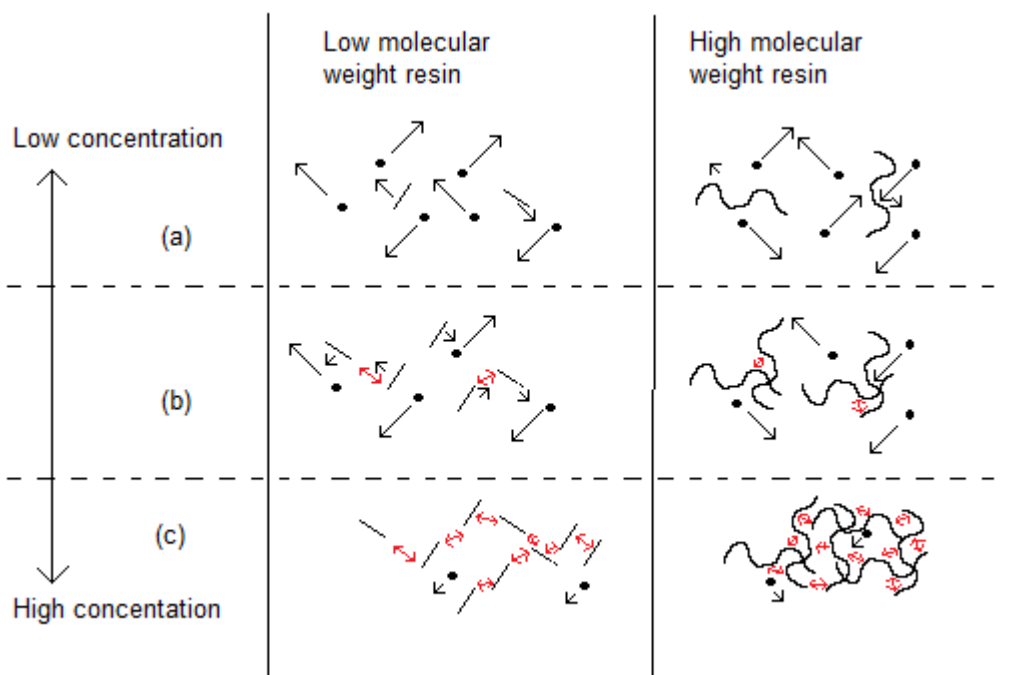 Low molecular
weight resin
High molecular
weight resin
Low concentration
(a)
(b)
(c)
High concentation